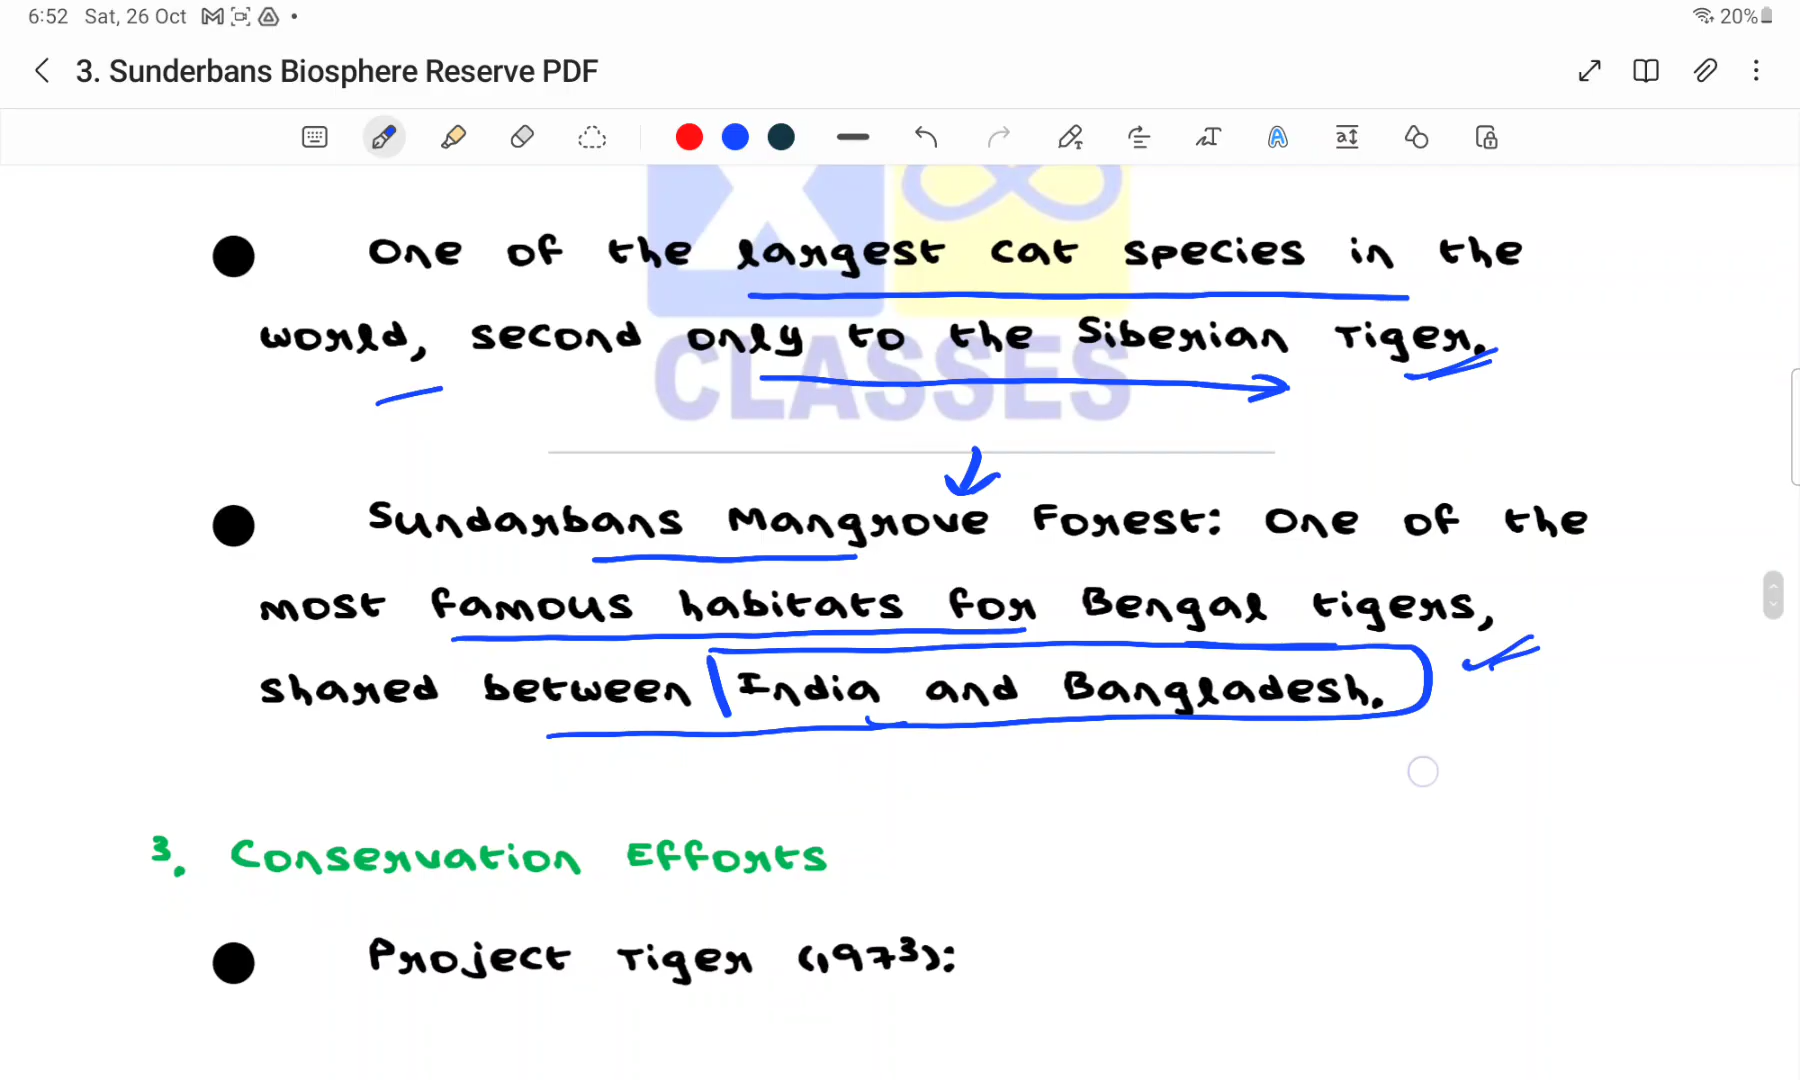 6:52 Sat, 26 Oct
20%
3. Sunderbans Biosphere Reserve PDF
One of the largest cat species in the
world, second only to the Siberian Tiger.
CLASSES
Sundarbans Mangrove Forest: One of the
most famous habitats for Bengal tigers,
shared between India and Bangladesh.
3. Conservation Efforts
Project Tiger (1973):